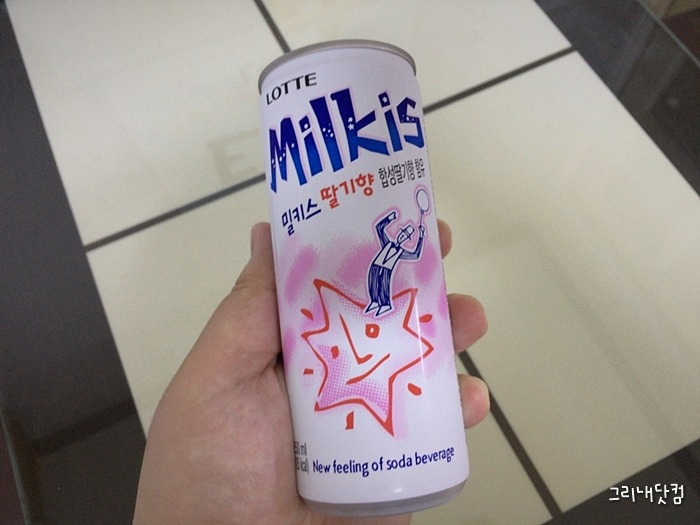 LOTTE
Milkis
밀키스 딸기향 합성딸기향 함유
New feeling of soda beverage
그리내닷컴